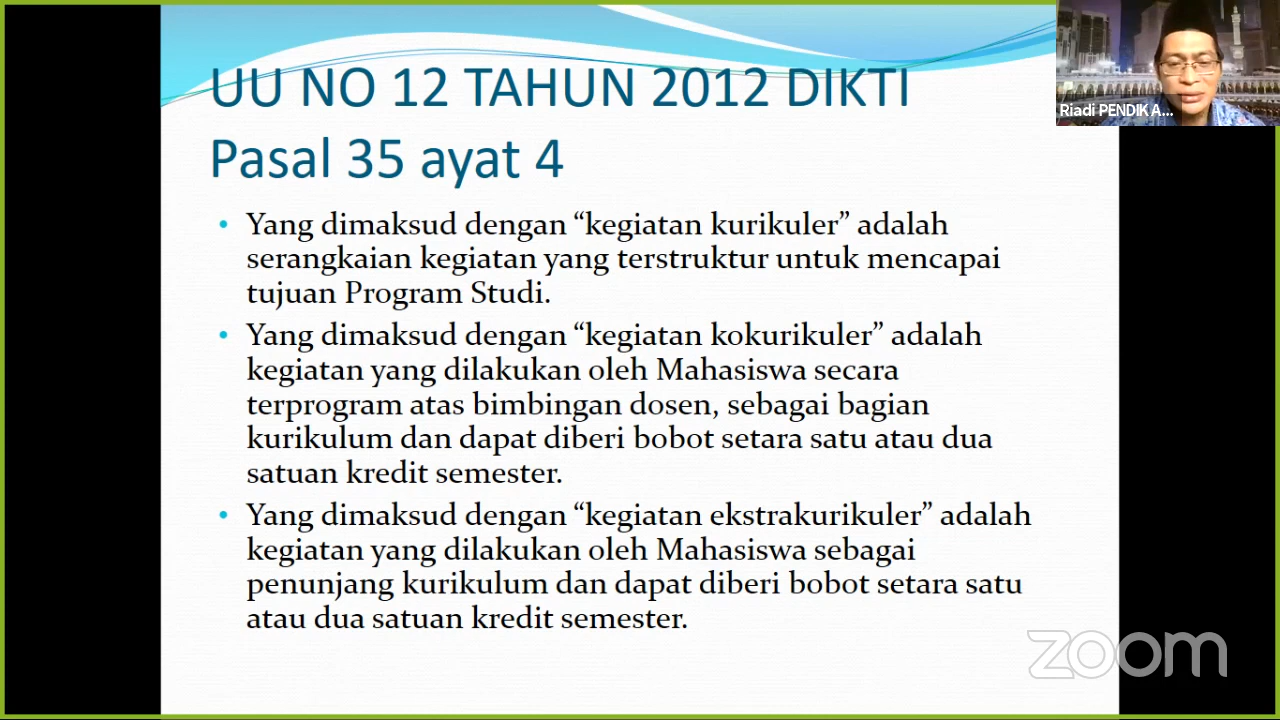 UU NO 12 TAHUN 2012 DIKTI
Pasal 35 ayat 4
• Yang dimaksud dengan “kegiatan kurikuler” adalah
serangkaian kegiatan yang terstruktur untuk mencapai
tujuan Program Studi.
• Yang dimaksud dengan “kegiatan kokurikuler” adalah
kegiatan yang dilakukan oleh Mahasiswa secara
terprogram atas bimbingan dosen, sebagai bagian
kurikulum dan dapat diberi bobot setara satu atau dua
satuan kredit semester.
• Yang dimaksud dengan “kegiatan ekstrakurikuler” adalah
kegiatan yang dilakukan oleh Mahasiswa sebagai
penunjang kurikulum dan dapat diberi bobot setara satu
atau dua satuan kredit semester.
Riadi PENDIK A...
zoom